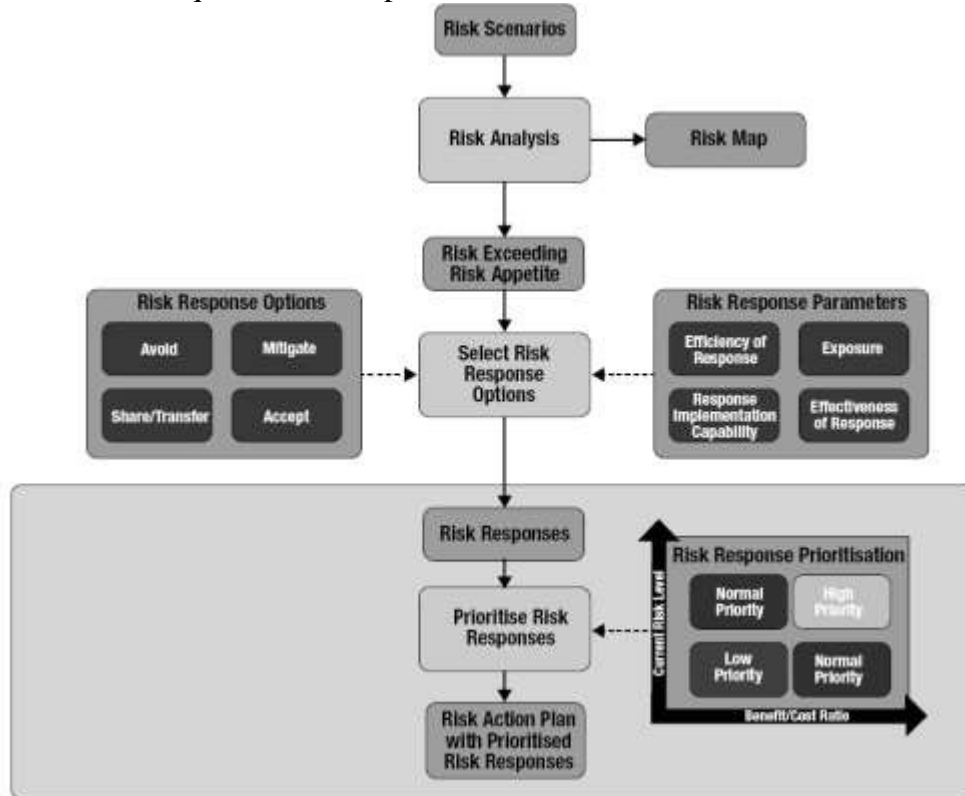 Risk Scenarios
Risk Analysis
Risk Map
Risk Exceeding
Risk Appetite
Risk Response Options
Avoid
Mitigate
Share/Transfer
Accept
Select Risk
Response
Options
Risk Response Parameters
Efficiency of
Response
Exposure
Response
Implementation
Capability
Effectiveness
of Response
Risk Responses
Prioritise Risk
Responses
Risk Action Plan
with Prioritised
Risk Responses
Current Risk Level
Risk Response Prioritisation
Normal
Priority
High
Priority
Low
Priority
Normal
Priority
Benefit/Cost Ratio